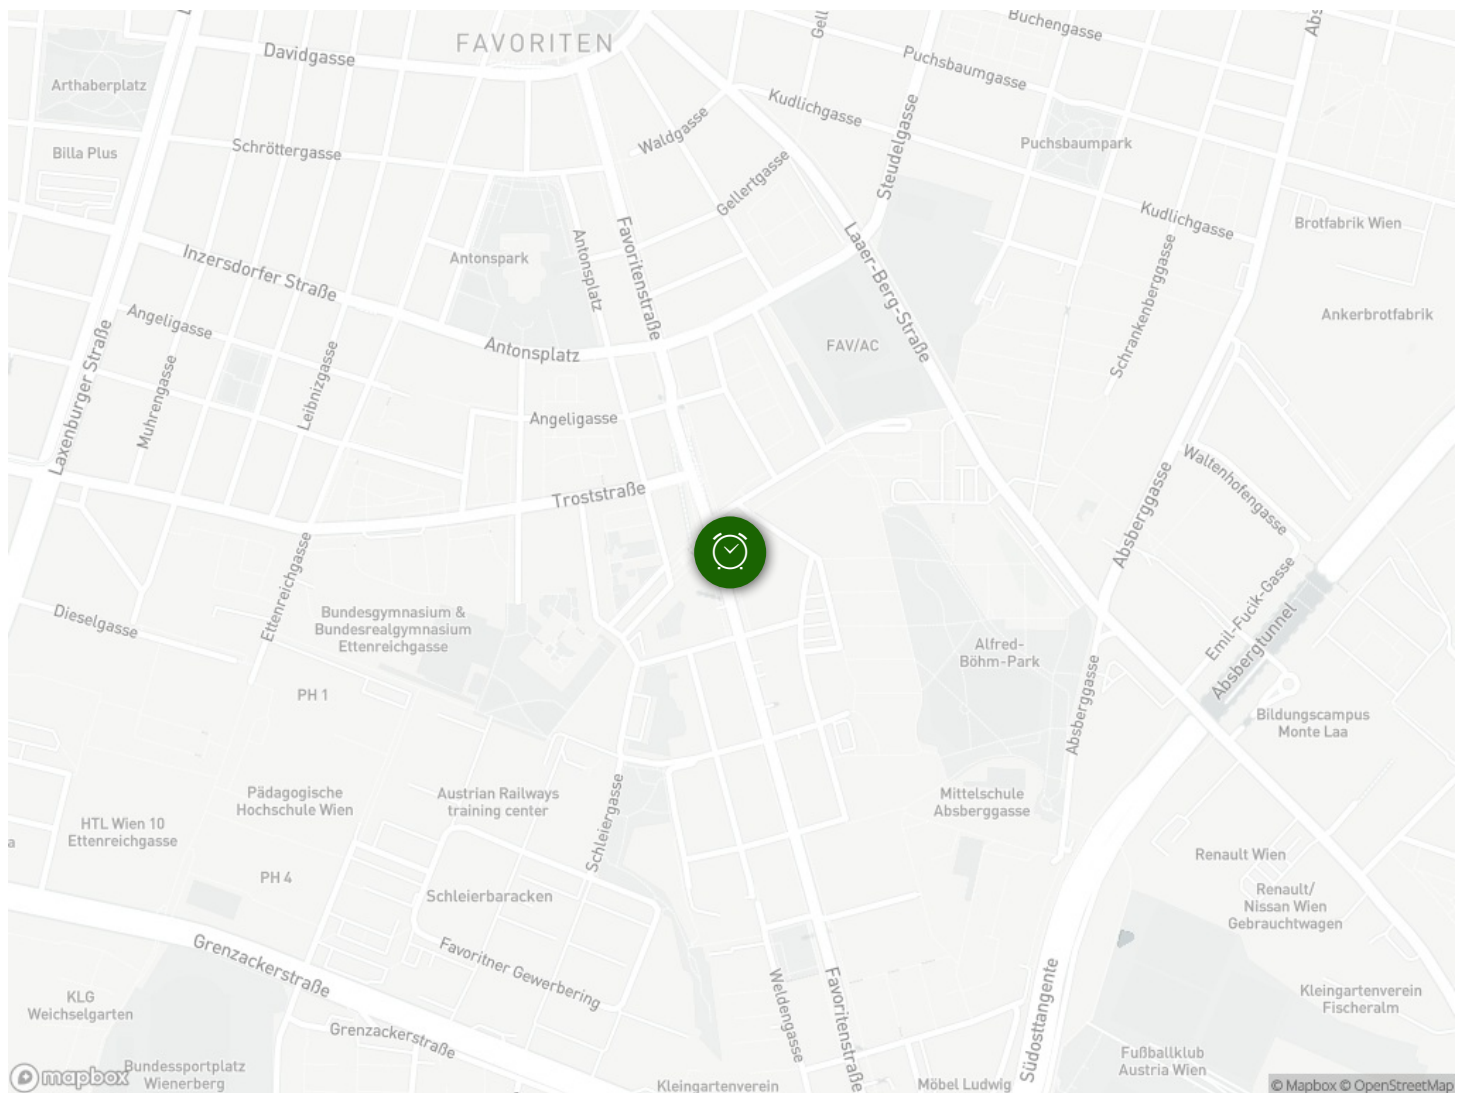 FAVORITEN
Davidgasse
Arthaberplatz
Billa Plus
Schröttergasse
Waldgasse
Gellertgasse
Kudlichgasse
Steudelgasse
Puchsbaumgasse
Buchengasse
Puchsbaumpark
Kudlichgasse
Brotfabrik Wien
Ankerbrotfabrik
Schrankenberggasse
Laaer-Berg-Straße
FAV/AC
Favoritenstraße
Antonsplatz
Antonspark
Inzersdorfer Straße
Antonsplatz
Angeligasse
Muhrengasse
Leibnizgasse
Laxenburger Straße
Angeligasse
Troststraße
Ettenreichgasse
Dieselgasse
Bundesgymnasium &
Bundesrealgymnasium
Ettenreichgasse
Absberggasse
Waltenhofengasse
Emil-Fucik-Gasse
Absbergtunnel
Alfred-
Böhm-Park
Absberggasse
Bildungscampus
Monte Laa
PH 1
Pädagogische
Hochschule Wien
HTL Wien 10
Ettenreichgasse
PH 4
Austrian Railways
training center
Schleiergasse
Schleierbaracken
Favoritner Gewerbering
Mittelschule
Absberggasse
Renault Wien
Renault/
Nissan Wien
Gebrauchtwagen
Grenzackerstraße
Grenzackerstraße
KLG
Weichselgarten
Bundessportplatz
Wienerberg
Weldengasse
Favoritenstraße
Südosttangente
Kleingartenverein
Fischeralm
Fußballklub
Austria Wien
Kleingartenverein
Möbel Ludwig
mapbox
© Mapbox © OpenStreetMap